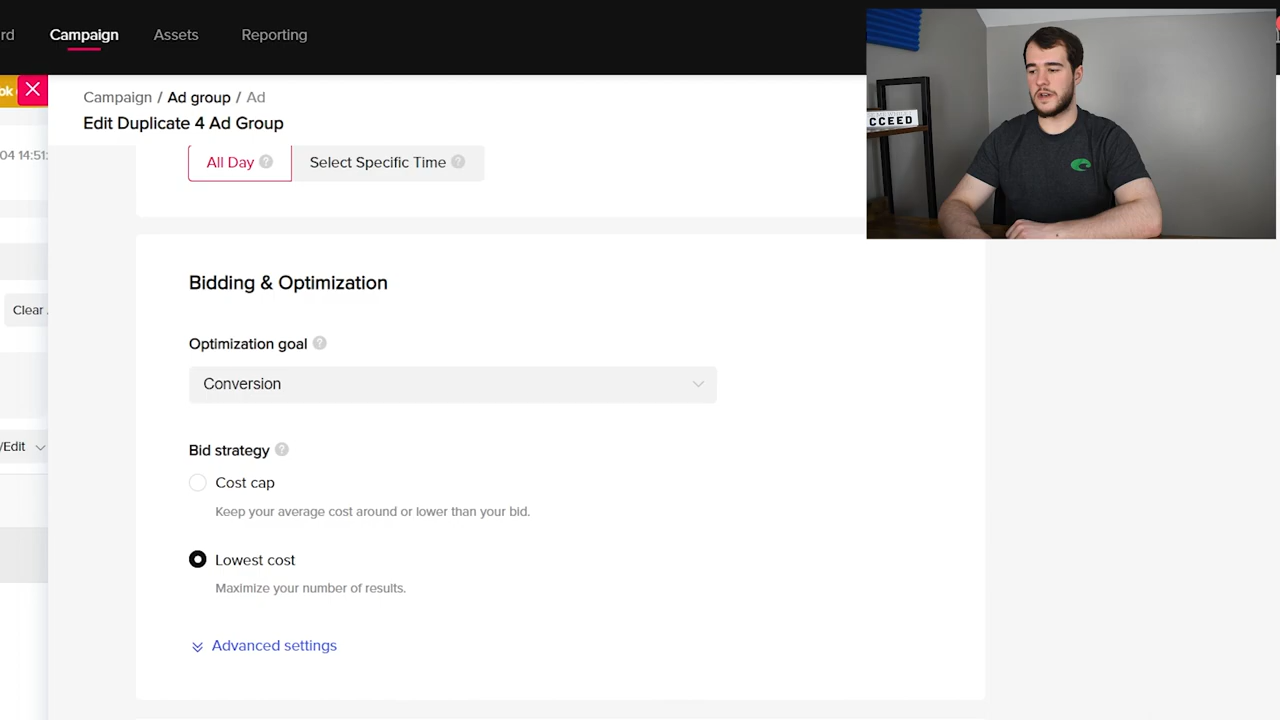 rd Campaign Assets Reporting
ok
CCEED
Campaign / Ad group / Ad
Edit Duplicate 4 Ad Group
04 14:51:
All Day Select Specific Time
Bidding & Optimization
Clear
Optimization goal
Conversion
/Edit
Bid strategy
Cost cap
Keep your average cost around or lower than your bid.
Lowest cost
Maximize your number of results.
Advanced settings